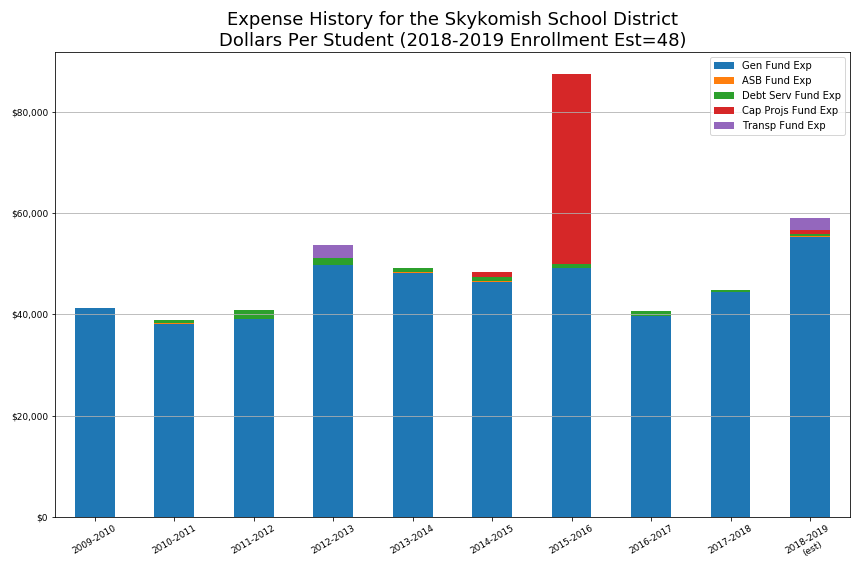 Expense History for the Skykomish School District
Dollars Per Student (2018-2019 Enrollment Est=48)
Gen Fund Exp
ASB Fund Exp
Debt Serv Fund Exp
Cap Projs Fund Exp
Transp Fund Exp
$80,000
$60,000
$40,000
$20,000
$0
2009-2010
2010-2011
2011-2012
2012-2013
2013-2014
2014-2015
2015-2016
2016-2017
2017-2018
2018-2019
(est)